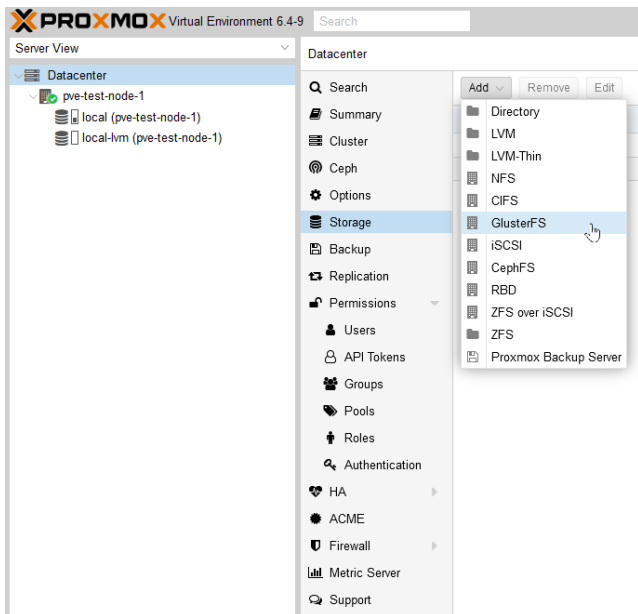 PROXMOX Virtual Environment 6.4-9 Search
Server View
Datacenter
pve-test-node-1
local (pve-test-node-1)
local-lvm (pve-test-node-1)
Datacenter
Search
Summary
Cluster
Ceph
Options
Storage
Backup
Replication
Permissions
Users
API Tokens
Groups
Pools
Roles
Authentication
HA
ACME
Firewall
Metric Server
Support
Add Remove Edit
Directory
LVM
LVM-Thin
NFS
CIFS
GlusterFS
iSCSI
CephFS
RBD
ZFS over iSCSI
ZFS
Proxmox Backup Server